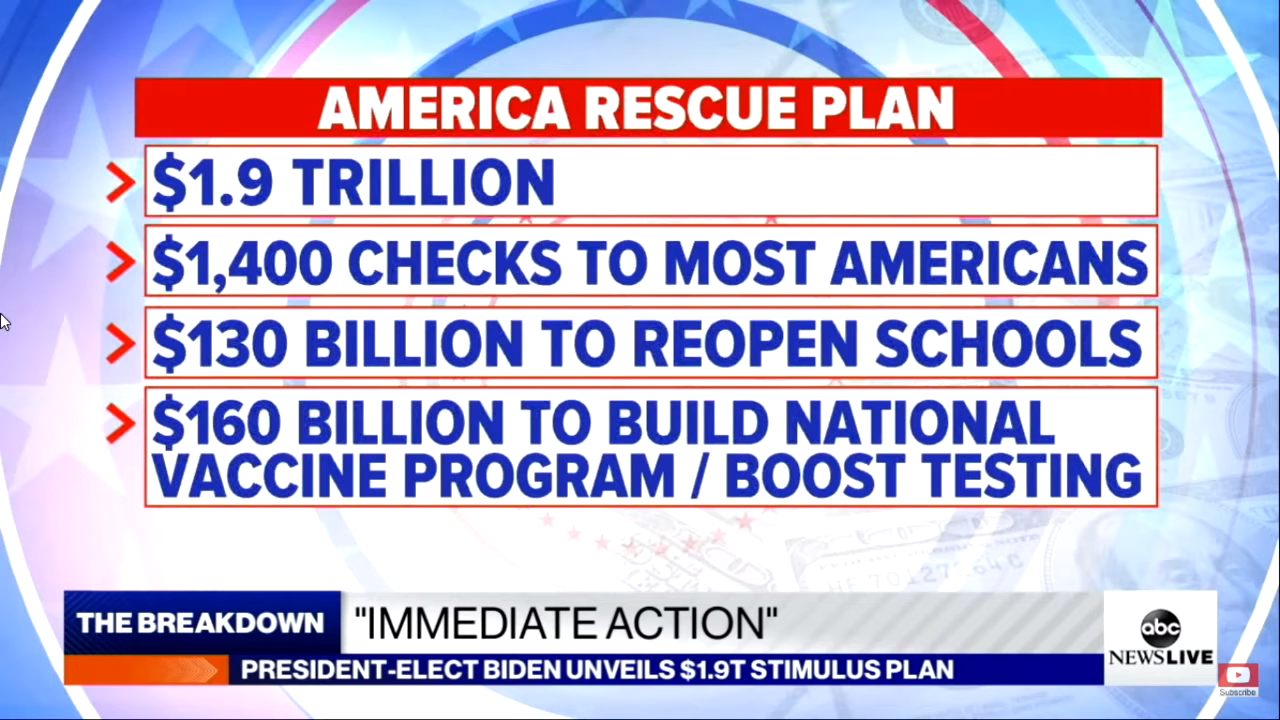 AMERICA RESCUE PLAN
$1.9 TRILLION
$1,400 CHECKS TO MOST AMERICANS
$130 BILLION TO REOPEN SCHOOLS
$160 BILLION TO BUILD NATIONAL
VACCINE PROGRAM / BOOST TESTING
THE BREAKDOWN
"IMMEDIATE ACTION"
PRESIDENT-ELECT BIDEN UNVEILS $1.9T STIMULUS PLAN
abc
NEWS LIVE
Subscribe